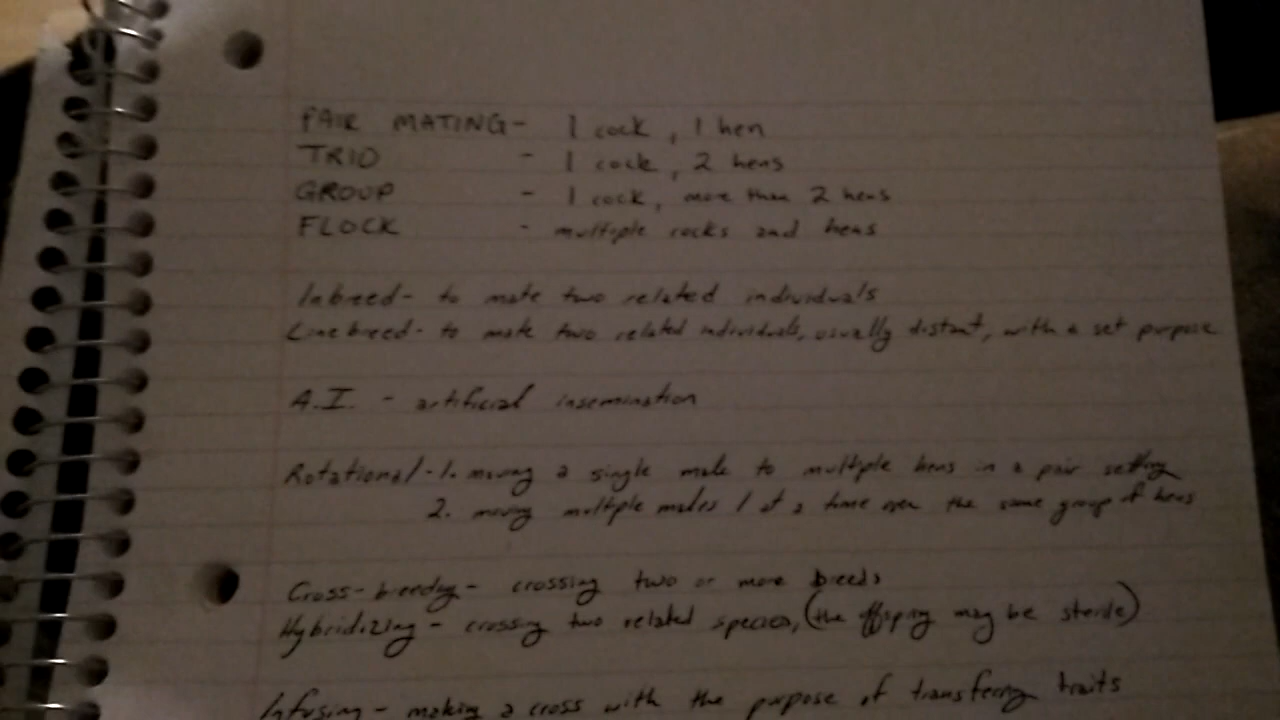 PAIR MATING - 1 cock, 1 hen
TRIO - 1 cock, 2 hens
GROUP - 1 cock, more than 2 hens
FLOCK - multiple cocks and hens
Inbreed - to mate two related individuals
Linebreed - to mate two related individuals, usually distant, with a set purpose
A.I. - artificial insemination
Rotational - 1. moving a single male to multiple hens in a pair setting
2. moving multiple males 1 at a time over the same group of hens
Cross-breeding - crossing two or more breeds
Hybridizing - crossing two related species, (the offspring may be sterile)
Infusing - making a cross with the purpose of transferring traits